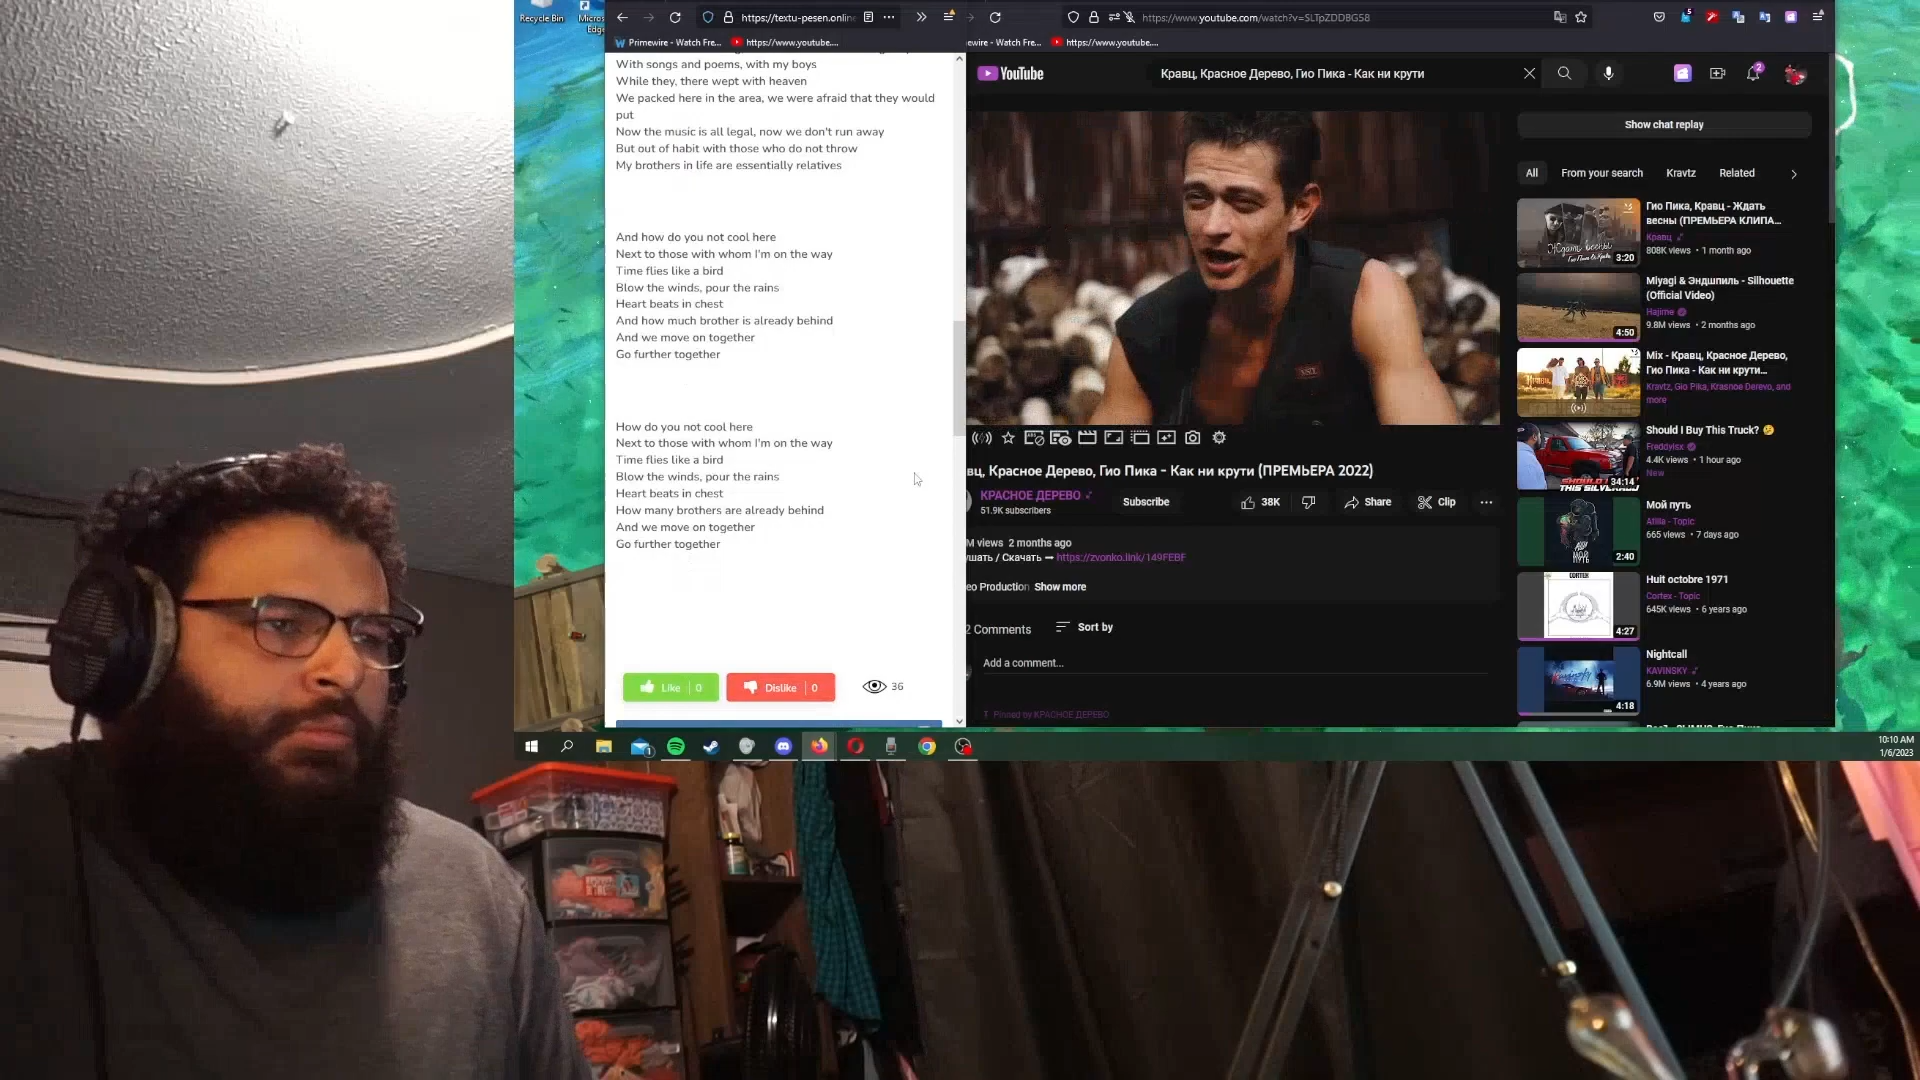 Recycle Bin
Micros
Edge
https://textu-pesen.online
https://www.youtube.com/watch?v=SLTpZDDBG58
Primewire - Watch Fre...
https://www.youtube....
ewire - Watch Fre...
https://www.youtube....
With songs and poems, with my boys
While they, there wept with heaven
We packed here in the area, we were afraid that they would
put
Now the music is all legal, now we don't run away
But out of habit with those who do not throw
My brothers in life are essentially relatives
And how do you not cool here
Next to those with whom I'm on the way
Time flies like a bird
Blow the winds, pour the rains
Heart beats in chest
And how much brother is already behind
And we move on together
Go further together
How do you not cool here
Next to those with whom I'm on the way
Time flies like a bird
Blow the winds, pour the rains
Heart beats in chest
How many brothers are already behind
And we move on together
Go further together
Like 0
Dislike 0
36
YouTube
Кравц, Красное Дерево, Гио Пика - Как ни крути
2
вц, Красное Дерево, Гио Пика - Как ни крути (ПРЕМЬЕРА 2022)
КРАСНОЕ ДЕРЕВО
51.9K subscribers
Subscribe
38K
Share
Clip
M views 2 months ago
ушать / Скачать ➞ https://zvonko.link/149FEBF
eo Production Show more
2 Comments
Sort by
Add a comment...
Pinned by КРАСНОЕ ДЕРЕВО
Show chat replay
All
From your search
Kravtz
Related
Гио Пика, Кравц - Ждать
весны (ПРЕМЬЕРА КЛИПА...
Кравц
808K views • 1 month ago
3:20
Miyagi & Эндшпиль - Silhouette
(Official Video)
Hajime
9.8M views • 2 months ago
4:50
Mix - Кравц, Красное Дерево,
Гио Пика - Как ни крути...
Kravtz, Gio Pika, Krasnoe Derevo, and
more
Should I Buy This Truck? 🤔
Freddyisx
4.4K views • 1 hour ago
New
34:14
Мой путь
Atilla - Topic
665 views • 7 days ago
2:40
Huit octobre 1971
Cortex - Topic
645K views • 6 years ago
4:27
Nightcall
KAVINSKY
6.9M views • 4 years ago
4:18
10:10 AM
1/6/2023